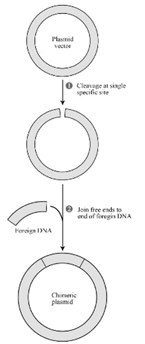 Plasmid
vector
1 Cleavage at single
specific site
2 Join free ends to
end of foregin DNA
Foreign DNA
Chimeric
plasmid